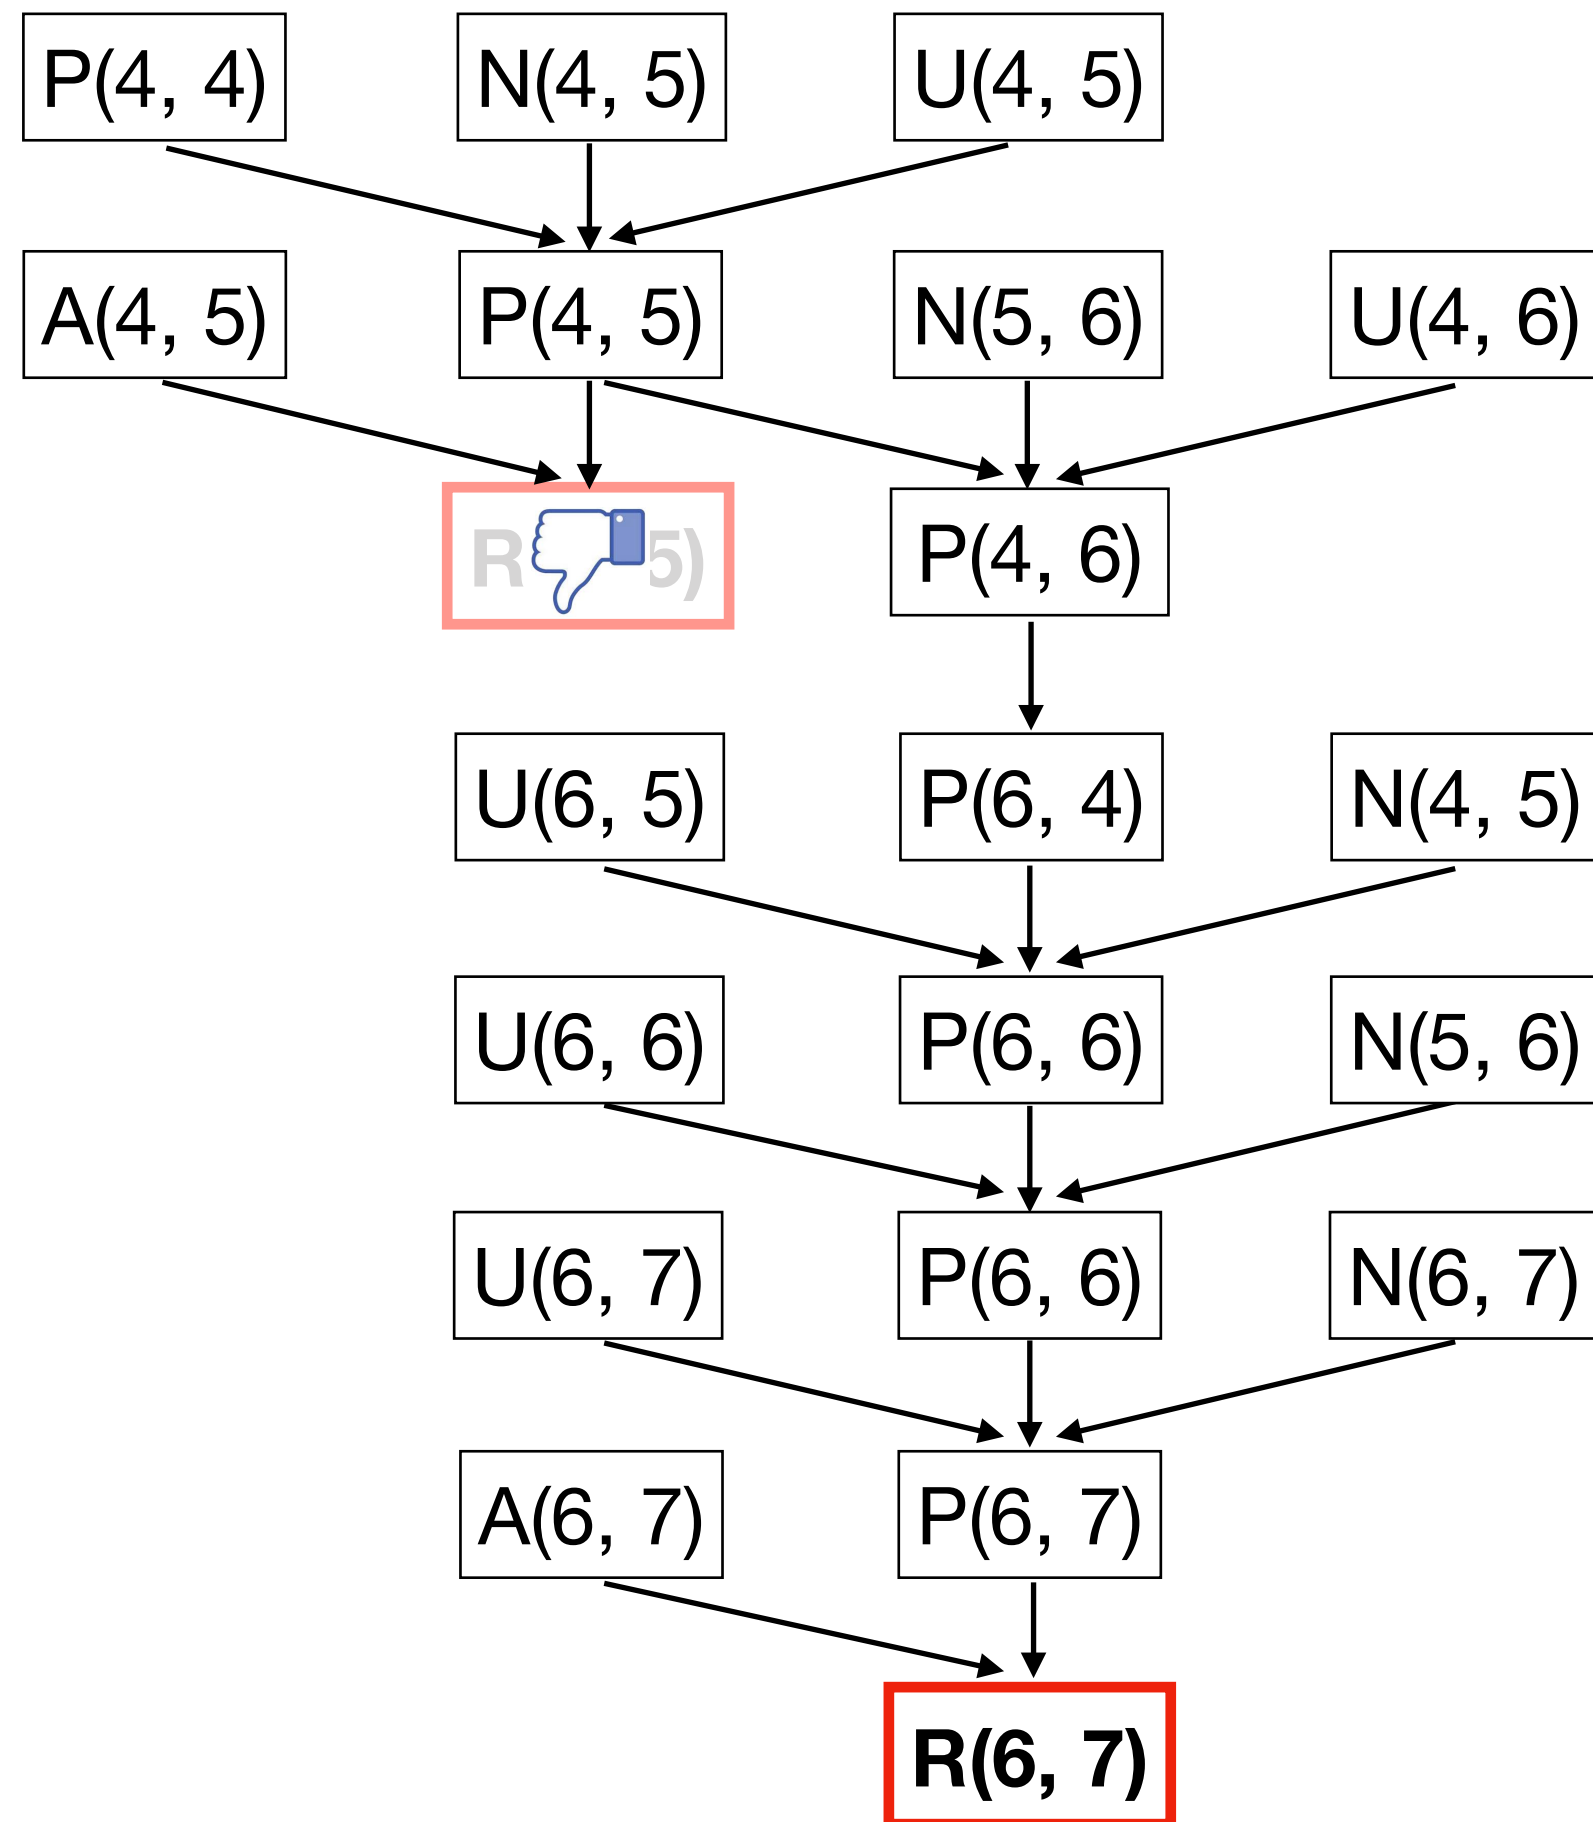 P(4, 4) N(4, 5) U(4, 5)
A(4, 5) P(4, 5) N(5, 6) U(4, 6)
R 5) P(4, 6)
U(6, 5) P(6, 4) N(4, 5)
U(6, 6) P(6, 6) N(5, 6)
U(6, 7) P(6, 6) N(6, 7)
A(6, 7) P(6, 7)
R(6, 7)